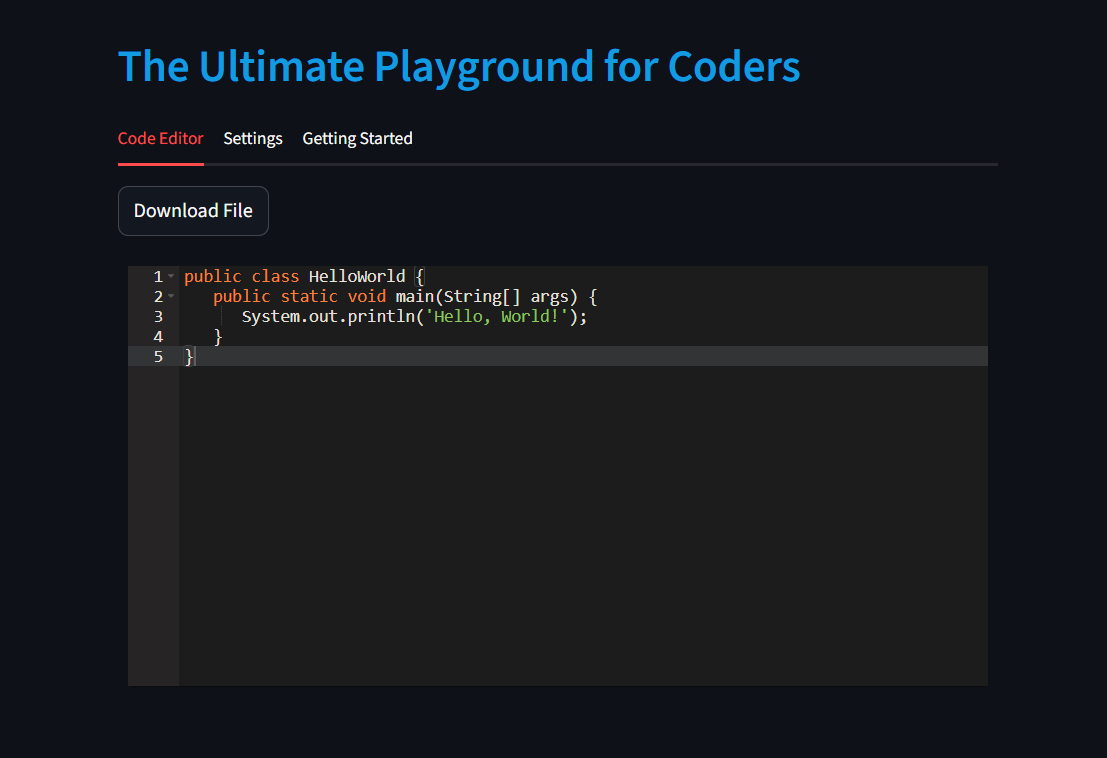 The Ultimate Playground for Coders
Code Editor Settings Getting Started
Download File
1 public class HelloWorld {
2    public static void main(String[] args) {
3       System.out.println('Hello, World!');
4    }
5 }